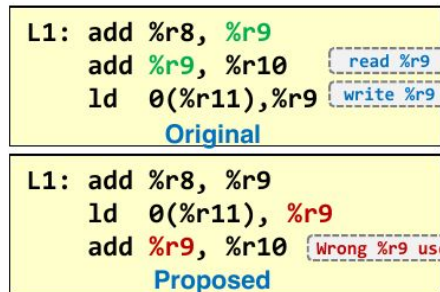 L1: add %r8, %r9
add %r9, %r10
read %r9
ld 0(%r11),%r9
write %r9
Original
L1: add %r8, %r9
ld 0(%r11), %r9
add %r9, %r10
Wrong %r9 use
Proposed